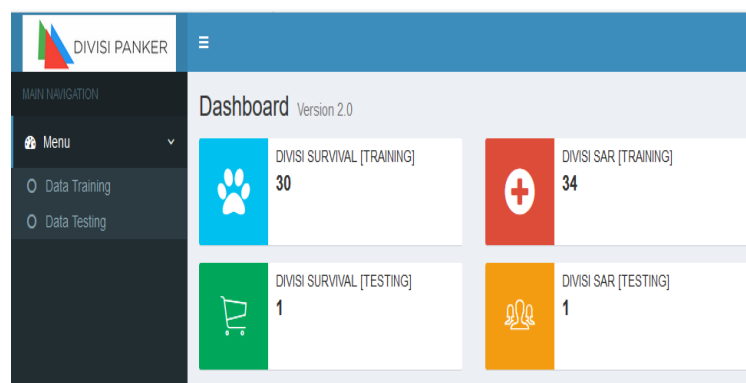 DIVISI PANKER
MAIN NAVIGATION
Menu
Data Training
Data Testing
Dashboard Version 2.0
DIVISI SURVIVAL [TRAINING]
30
DIVISI SAR [TRAINING]
34
DIVISI SURVIVAL [TESTING]
1
DIVISI SAR [TESTING]
1